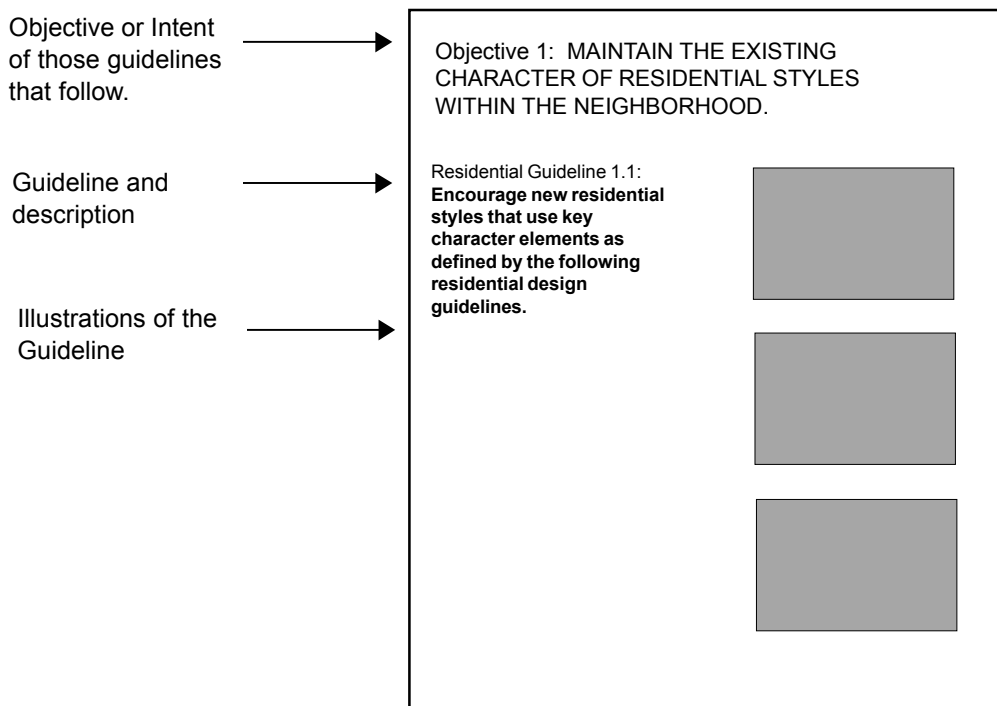 Objective or Intent
of those guidelines
that follow.
Guideline and
description
Illustrations of the
Guideline
Objective 1:  MAINTAIN THE EXISTING
CHARACTER OF RESIDENTIAL STYLES
WITHIN THE NEIGHBORHOOD.
Residential Guideline 1.1:
Encourage new residential
styles that use key
character elements as
defined by the following
residential design
guidelines.